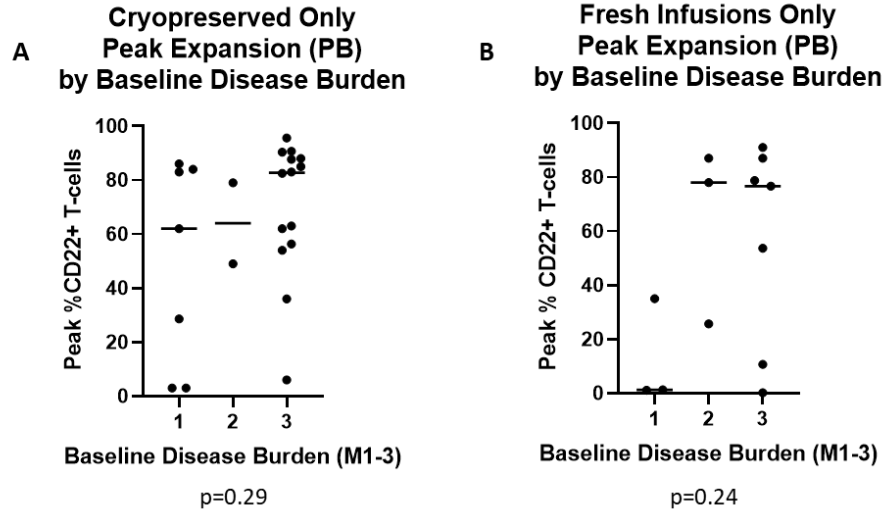 A
Cryopreserved Only
Peak Expansion (PB)
by Baseline Disease Burden
Peak %CD22+ T-cells
100
80
60
40
20
0
1 2 3
Baseline Disease Burden (M1-3)
p=0.29
B
Fresh Infusions Only
Peak Expansion (PB)
by Baseline Disease Burden
Peak % CD22+ T-cells
100
80
60
40
20
0
1 2 3
Baseline Disease Burden (M1-3)
p=0.24